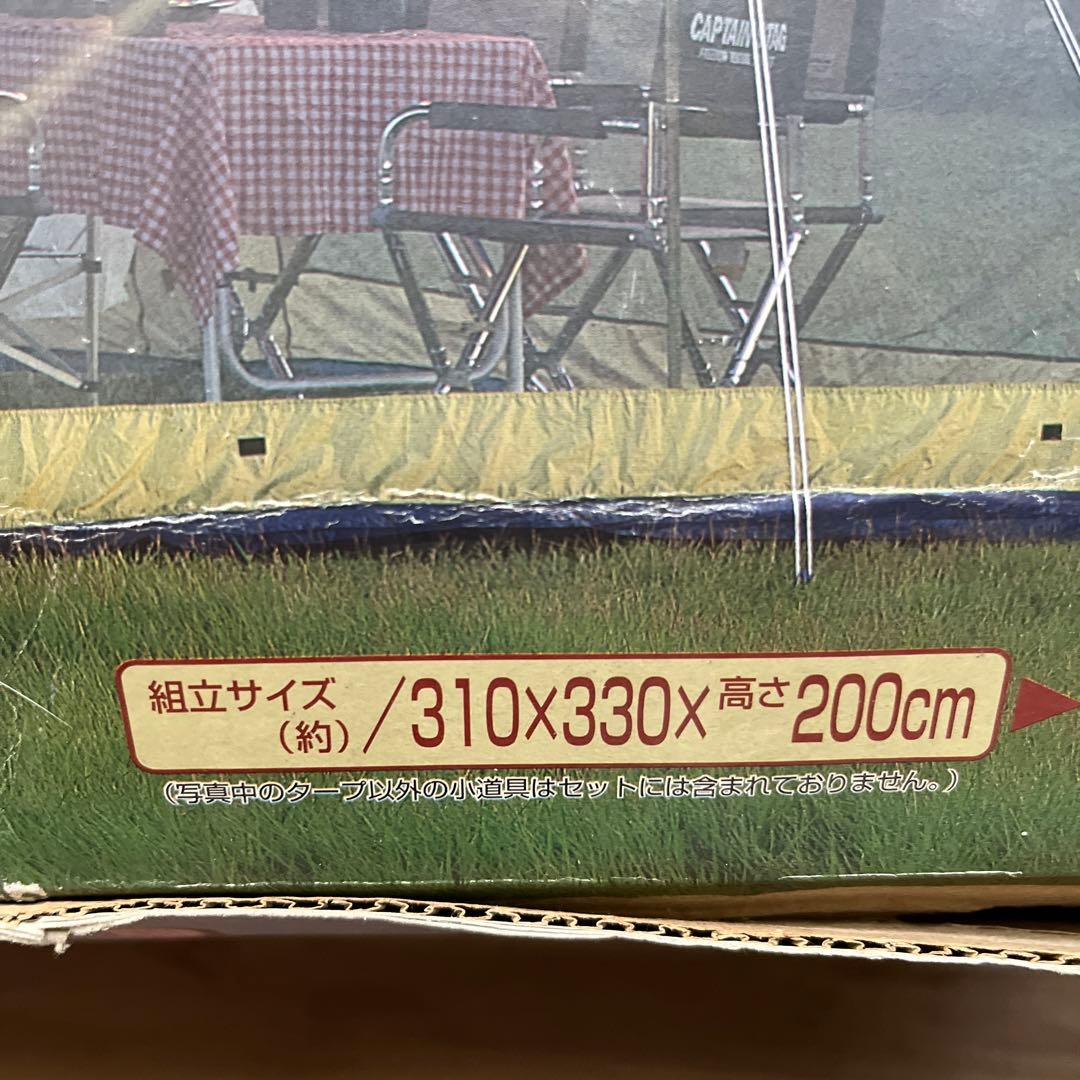 CAPTAIN STAG
組立サイズ
(約)／310×330×高さ200cm
(写真中のタープ以外の小道具はセットには含まれておりません。)